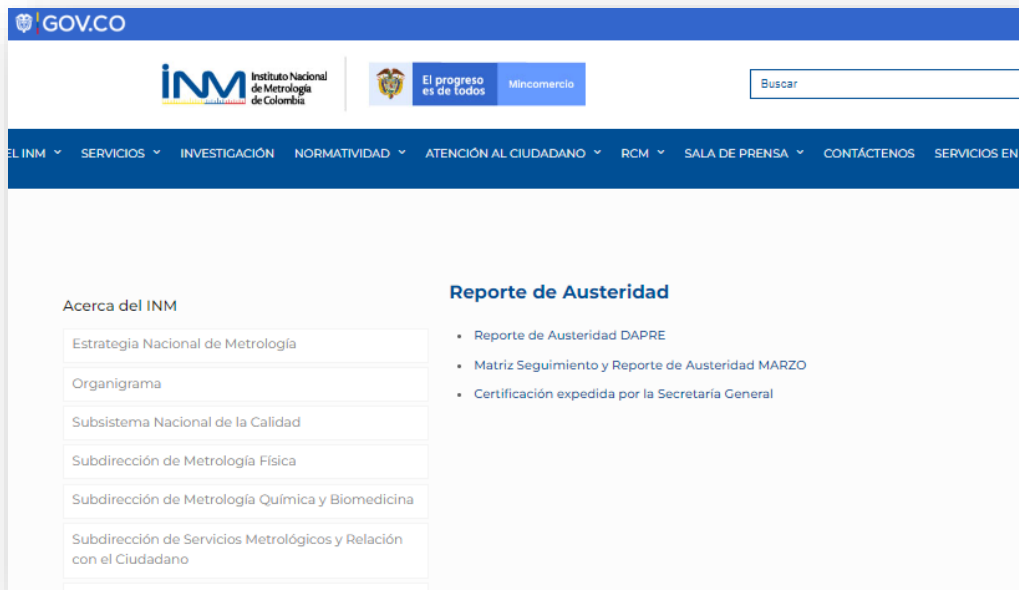 GOV.CO
INM Instituto Nacional
de Metrología
de Colombia
El progreso
es de todos
Mincomercio
Buscar
EL INM
SERVICIOS
INVESTIGACIÓN
NORMATIVIDAD
ATENCIÓN AL CIUDADANO
RCM
SALA DE PRENSA
CONTÁCTENOS
SERVICIOS EN
Acerca del INM
Estrategia Nacional de Metrología
Organigrama
Subsistema Nacional de la Calidad
Subdirección de Metrología Física
Subdirección de Metrología Química y Biomedicina
Subdirección de Servicios Metrológicos y Relación
con el Ciudadano
Reporte de Austeridad
Reporte de Austeridad DAPRE
Matriz Seguimiento y Reporte de Austeridad MARZO
Certificación expedida por la Secretaría General